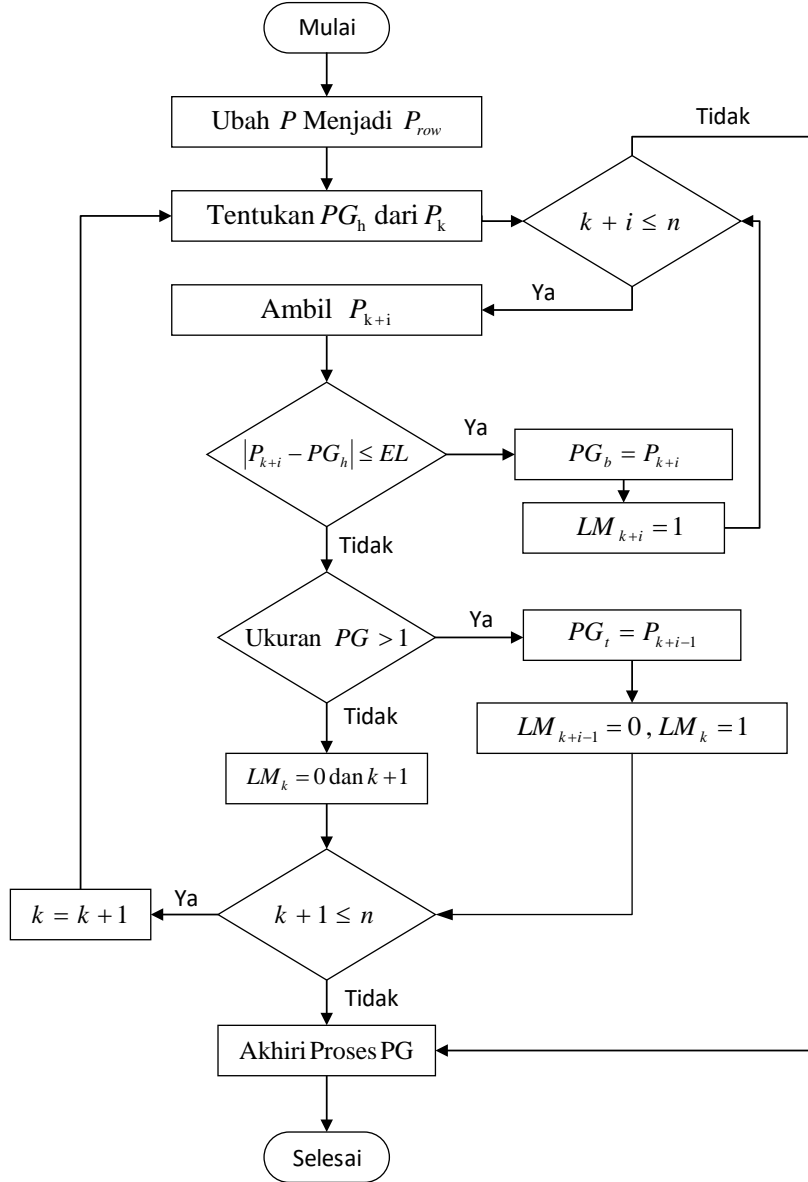 Mulai
Ubah P Menjadi P_row
Tidak
Tentukan PG_h dari P_k
k + i ≤ n
Ya
Ambil P_k+i
|P_k+i − PG_h| ≤ EL
Ya
PG_b = P_k+i
LM_k+i = 1
Tidak
Ukuran PG > 1
Ya
PG_t = P_k+i−1
Tidak
LM_k+i−1 = 0 , LM_k = 1
LM_k = 0 dan k + 1
k = k + 1
Ya
k + 1 ≤ n
Tidak
Akhiri Proses PG
Selesai